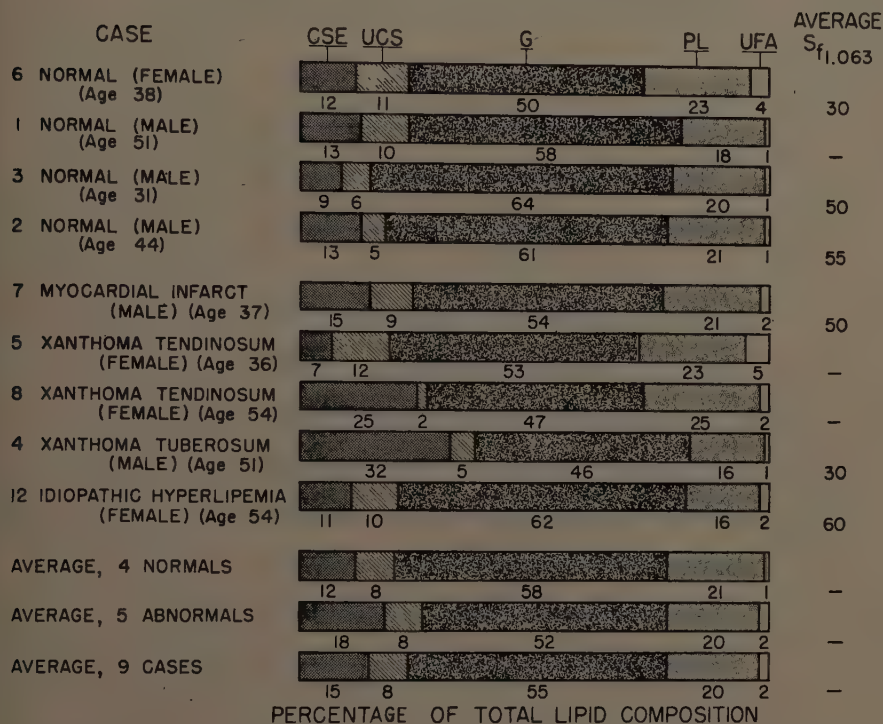 CASE CSE UCS G PL UFA AVERAGE
Sf1.063
6 NORMAL (FEMALE)
(Age 38)
12 11 50 23 4 30
1 NORMAL (MALE)
(Age 51)
13 10 58 18 1 –
3 NORMAL (MALE)
(Age 31)
9 6 64 20 1 50
2 NORMAL (MALE)
(Age 44)
13 5 61 21 1 55
7 MYOCARDIAL INFARCT
(MALE) (Age 37)
15 9 54 21 2 50
5 XANTHOMA TENDINOSUM
(FEMALE) (Age 36)
7 12 53 23 5 –
8 XANTHOMA TENDINOSUM
(FEMALE) (Age 54)
25 2 47 25 2 –
4 XANTHOMA TUBEROSUM
(MALE) (Age 51)
32 5 46 16 1 30
12 IDIOPATHIC HYPERLIPEMIA
(FEMALE) (Age 54)
11 10 62 16 2 60
AVERAGE, 4 NORMALS
12 8 58 21 1 –
AVERAGE, 5 ABNORMALS
18 8 52 20 2 –
AVERAGE, 9 CASES
15 8 55 20 2 –
PERCENTAGE OF TOTAL LIPID COMPOSITION